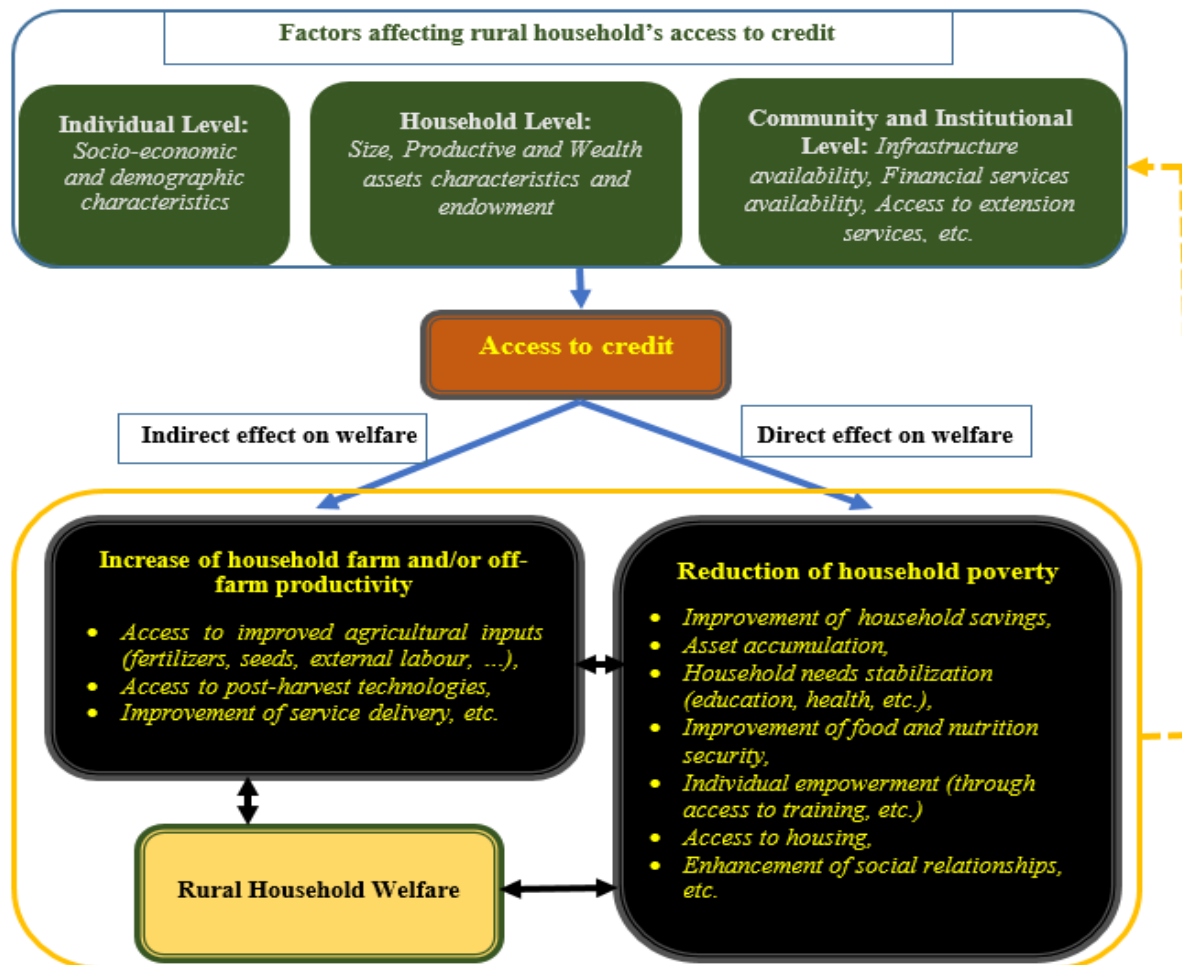 Factors affecting rural household’s access to credit
Individual Level:
Socio-economic
and demographic
characteristics
Household Level:
Size, Productive and Wealth
assets characteristics and
endowment
Community and Institutional
Level: Infrastructure
availability, Financial services
availability, Access to extension
services, etc.
Access to credit
Indirect effect on welfare
Direct effect on welfare
Increase of household farm and/or off-
farm productivity
• Access to improved agricultural inputs
(fertilizers, seeds, external labour, ...),
• Access to post-harvest technologies,
• Improvement of service delivery, etc.
Reduction of household poverty
• Improvement of household savings,
• Asset accumulation,
• Household needs stabilization
(education, health, etc.),
• Improvement of food and nutrition
security,
• Individual empowerment (through
access to training, etc.)
• Access to housing,
• Enhancement of social relationships,
etc.
Rural Household Welfare